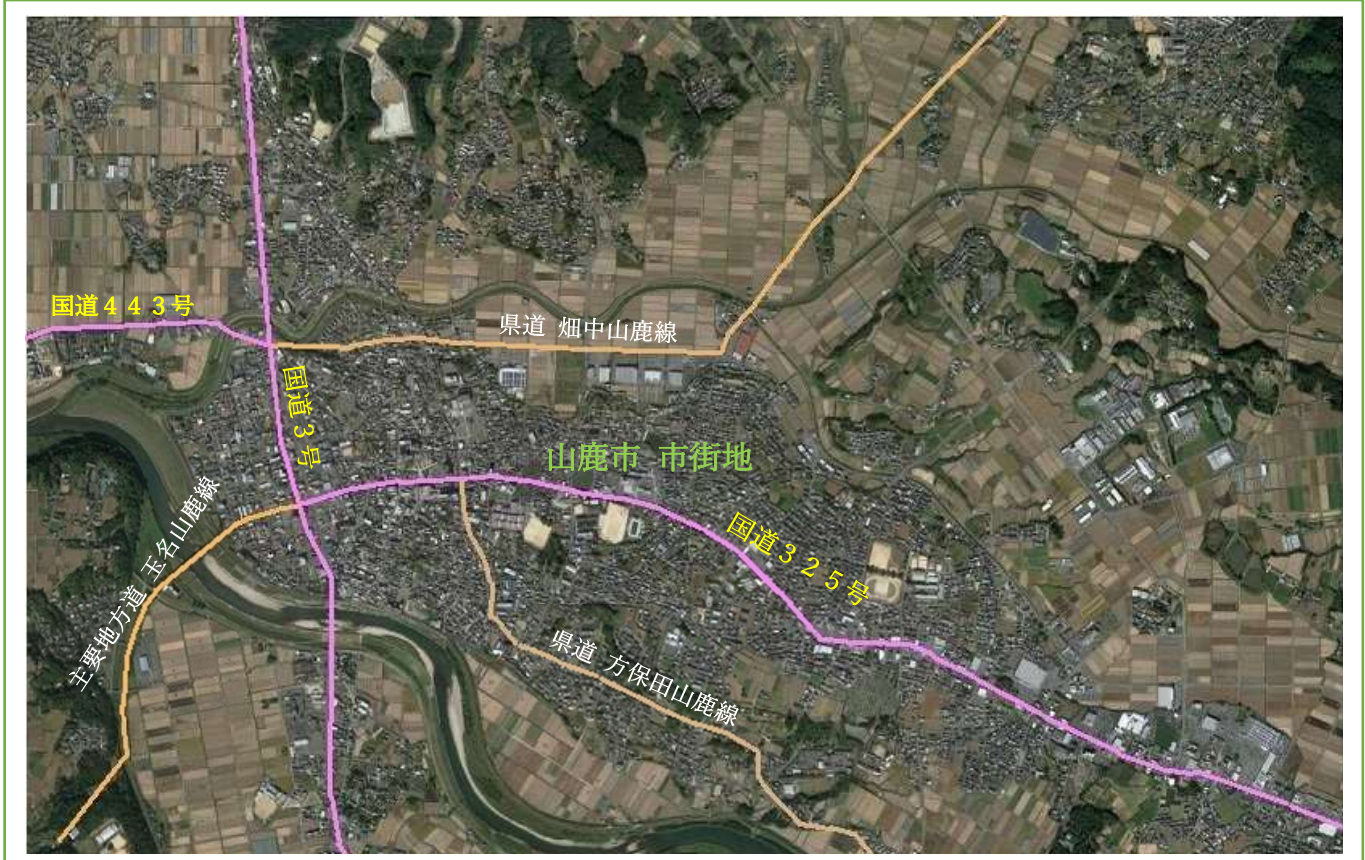 国道４４３号
県道 畑中山鹿線
国道３号
山鹿市 市街地
主要地方道 玉名山鹿線
国道３２５号
県道 方保田山鹿線